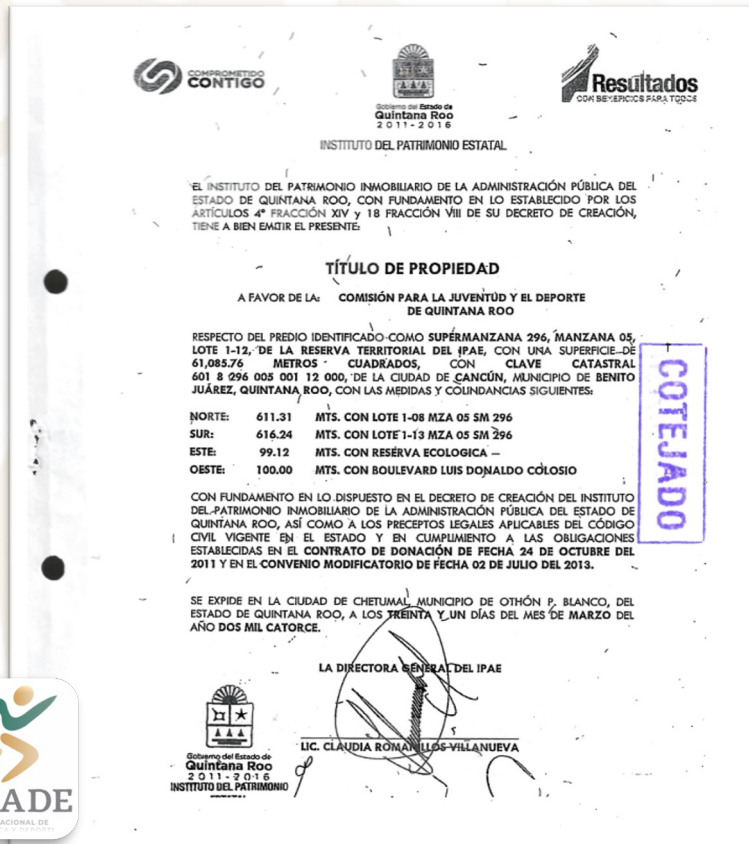 COMPROMETIDO
CONTIGO
Gobierno del Estado de
Quintana Roo
2011-2016
Resultados
CON BENEFICIOS PARA TODOS
INSTITUTO DEL PATRIMONIO ESTATAL
EL INSTITUTO DEL PATRIMONIO INMOBILIARIO DE LA ADMINISTRACIÓN PÚBLICA DEL
ESTADO DE QUINTANA ROO, CON FUNDAMENTO EN LO ESTABLECIDO POR LOS
ARTÍCULOS 4º FRACCIÓN XIV y 18 FRACCIÓN VIII DE SU DECRETO DE CREACIÓN,
TIENE A BIEN EMITIR EL PRESENTE:
TÍTULO DE PROPIEDAD
A FAVOR DE LA: COMISIÓN PARA LA JUVENTUD Y EL DEPORTE
DE QUINTANA ROO
RESPECTO DEL PREDIO IDENTIFICADO COMO SUPERMANZANA 296, MANZANA 05,
LOTE 1-12, DE LA RESERVA TERRITORIAL DEL IPAE, CON UNA SUPERFICIE DE
61,085.76 METROS CUADRADOS, CON CLAVE CATASTRAL
601 8 296 005 001 12 000, DE LA CIUDAD DE CANCÚN, MUNICIPIO DE BENITO
JUÁREZ, QUINTANA ROO, CON LAS MEDIDAS Y COLINDANCIAS SIGUIENTES:
NORTE: 611.31 MTS. CON LOTE 1-08 MZA 05 SM 296
SUR: 616.24 MTS. CON LOTE 1-13 MZA 05 SM 296
ESTE: 99.12 MTS. CON RESERVA ECOLOGICA
OESTE: 100.00 MTS. CON BOULEVARD LUIS DONALDO COLOSIO
COTEJADO
CON FUNDAMENTO EN LO DISPUESTO EN EL DECRETO DE CREACIÓN DEL INSTITUTO
DEL PATRIMONIO INMOBILIARIO DE LA ADMINISTRACIÓN PÚBLICA DEL ESTADO DE
QUINTANA ROO, ASÍ COMO A LOS PRECEPTOS LEGALES APLICABLES DEL CÓDIGO
CIVIL VIGENTE EN EL ESTADO Y EN CUMPLIMIENTO A LAS OBLIGACIONES
ESTABLECIDAS EN EL CONTRATO DE DONACIÓN DE FECHA 24 DE OCTUBRE DEL
2011 Y EN EL CONVENIO MODIFICATORIO DE FECHA 02 DE JULIO DEL 2013.
SE EXPIDE EN LA CIUDAD DE CHETUMAL, MUNICIPIO DE OTHÓN P. BLANCO, DEL
ESTADO DE QUINTANA ROO, A LOS TREINTA Y UN DÍAS DEL MES DE MARZO DEL
AÑO DOS MIL CATORCE.
LA DIRECTORA GENERAL DEL IPAE
LIC. CLAUDIA ROMANILLOS VILLANUEVA
Gobierno del Estado de
Quintana Roo
2011-2016
INSTITUTO DEL PATRIMONIO
ADE
ACIONAL DE
CA Y DEPORTE